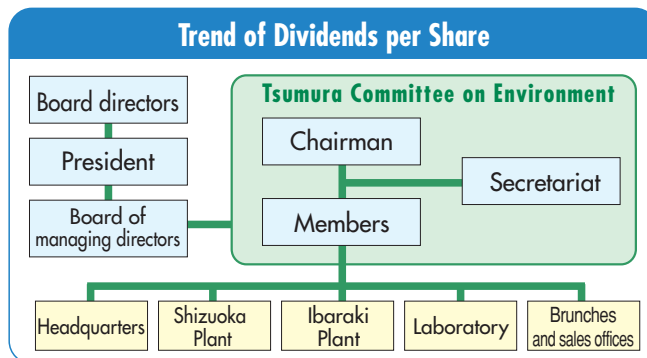 Trend of Dividends per Share
Board directors
President
Board of
managing directors
Tsumura Committee on Environment
Chairman
Secretariat
Members
Headquarters
Shizuoka
Plant
Ibaraki
Plant
Laboratory
Brunches
and sales offices